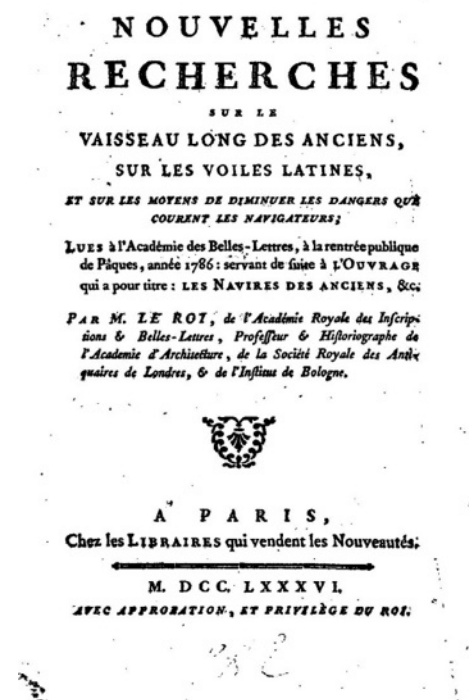 NOUVELLES
RECHERCHES
SUR LE
VAISSEAU LONG DES ANCIENS,
SUR LES VOILES LATINES,
ET SUR LES MOYENS DE DIMINUER LES DANGERS QUE
COURENT LES NAVIGATEURS;
LUES à l'Académie des Belles-Lettres, à la rentrée publique
de Pâques, année 1786 : servant de suite à L'OUVRAGE
qui a pour titre : LES NAVIRES DES ANCIENS, &c.
PAR M. LE ROY, de l'Académie Royale des Inscrip-
tions & Belles-Lettres, Professeur & Historiographe de
l'Academie d'Architecture, de la Société Royale des Anti-
quaires de Londres, & de l'Institut de Bologne.
A PARIS,
Chez les LIBRAIRES qui vendent les Nouveautés.
M. DCC. LXXXVI.
AVEC APPROBATION, ET PRIVILÈGE DU ROI.